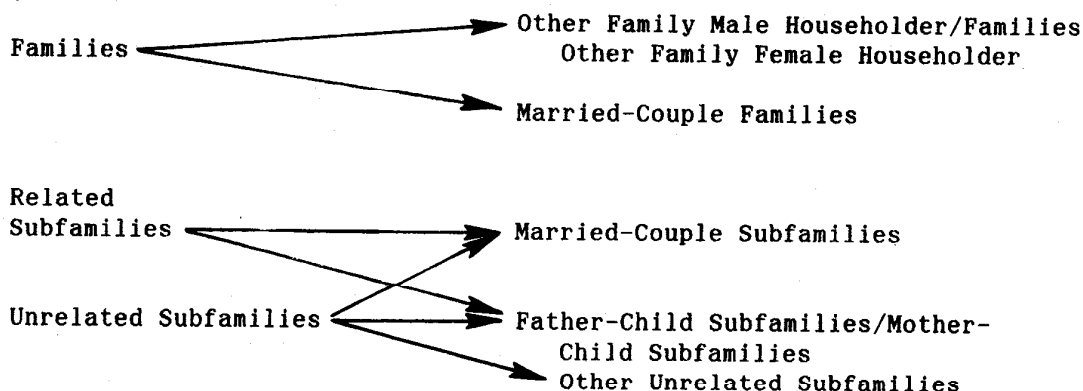 Other Family Male Householder/Families
Families
Other Family Female Householder
Married-Couple Families
Related
Subfamilies
Married-Couple Subfamilies
Unrelated Subfamilies
Father-Child Subfamilies/Mother-
Child Subfamilies
Other Unrelated Subfamilies